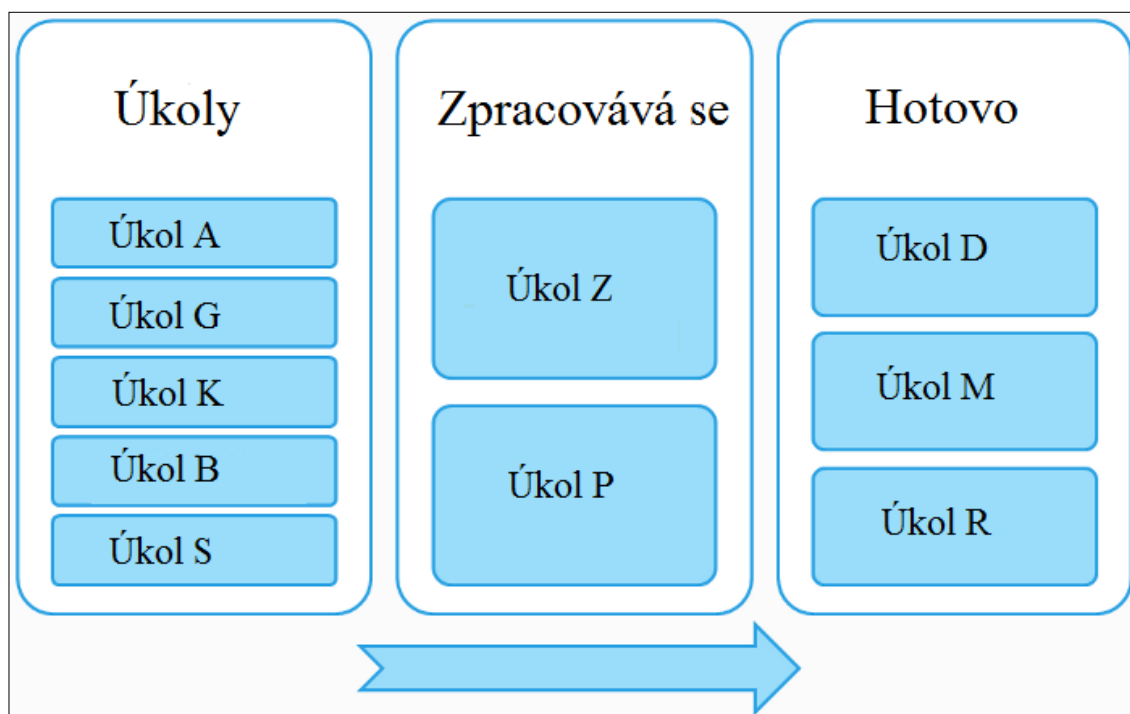 Úkoly
Úkol A
Úkol G
Úkol K
Úkol B
Úkol S
Zpracovává se
Úkol Z
Úkol P
Hotovo
Úkol D
Úkol M
Úkol R